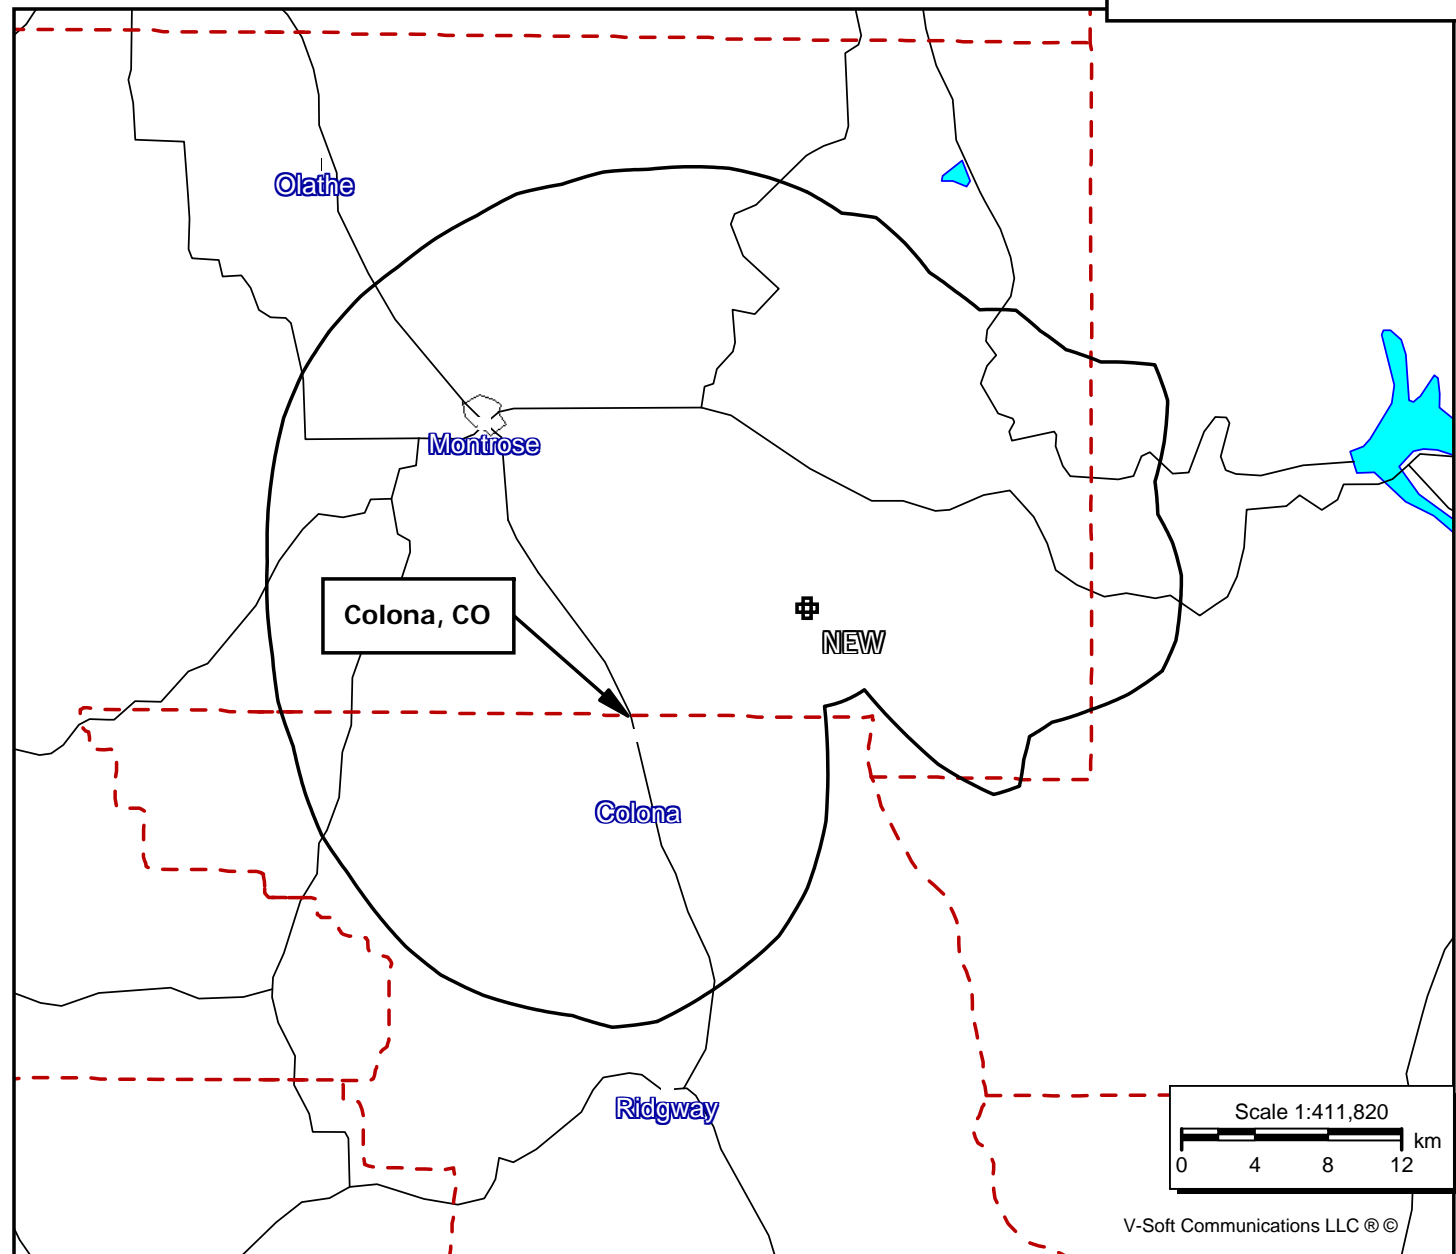 Olathe
Montrose
Colona, CO
NEW
Colona
Ridgway
Scale 1:411,820
km
0 4 8 12
V-Soft Communications LLC ® ©